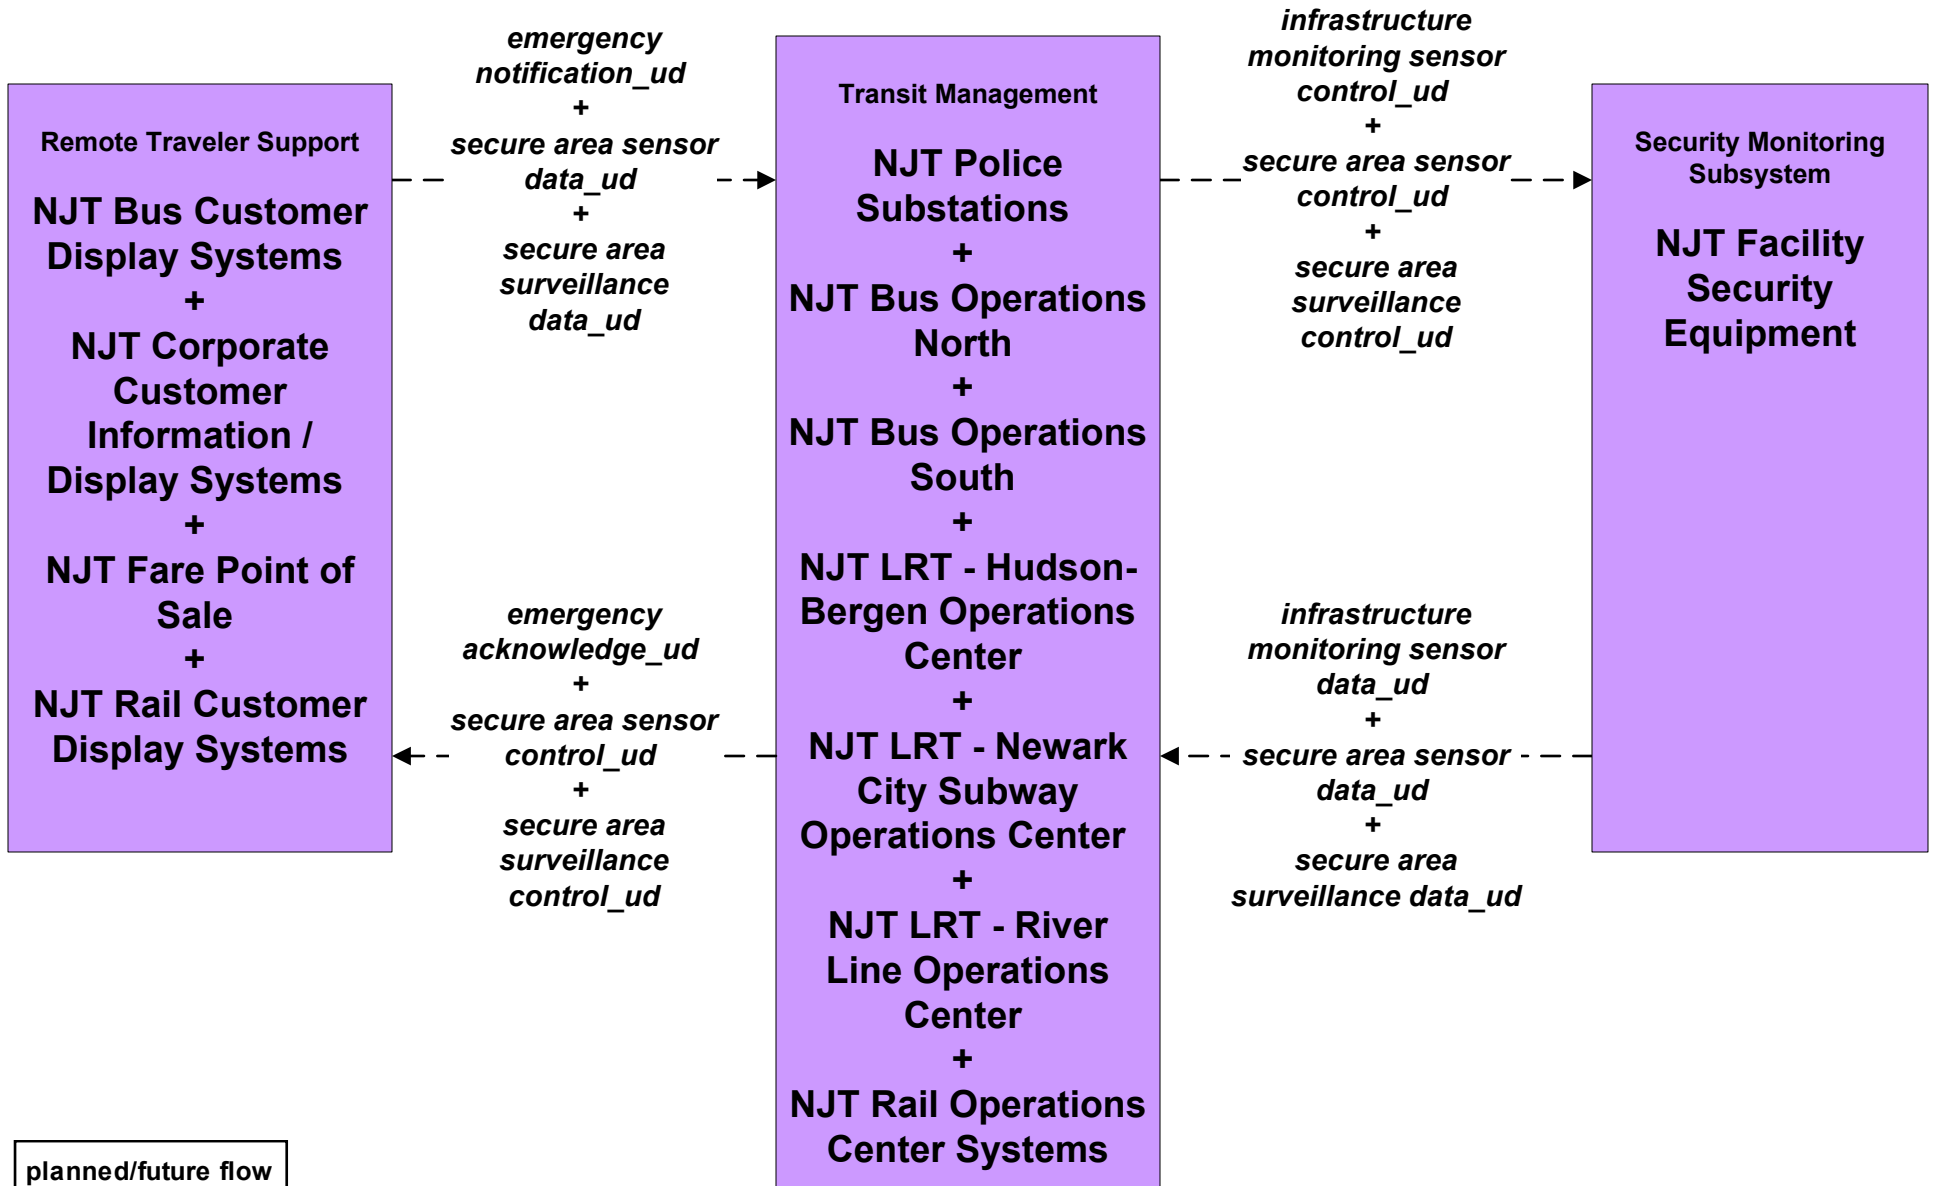 Remote Traveler Support
NJT Bus Customer
Display Systems
+
NJT Corporate
Customer
Information /
Display Systems
+
NJT Fare Point of
Sale
+
NJT Rail Customer
Display Systems
emergency
notification_ud
+
secure area sensor
data_ud
+
secure area
surveillance
data_ud
emergency
acknowledge_ud
+
secure area sensor
control_ud
+
secure area
surveillance
control_ud
Transit Management
NJT Police
Substations
+
NJT Bus Operations
North
+
NJT Bus Operations
South
+
NJT LRT - Hudson-
Bergen Operations
Center
+
NJT LRT - Newark
City Subway
Operations Center
+
NJT LRT - River
Line Operations
Center
+
NJT Rail Operations
Center Systems
infrastructure
monitoring sensor
control_ud
+
secure area sensor
control_ud
+
secure area
surveillance
control_ud
infrastructure
monitoring sensor
data_ud
+
secure area sensor
data_ud
+
secure area
surveillance data_ud
Security Monitoring
Subsystem
NJT Facility
Security
Equipment
planned/future flow